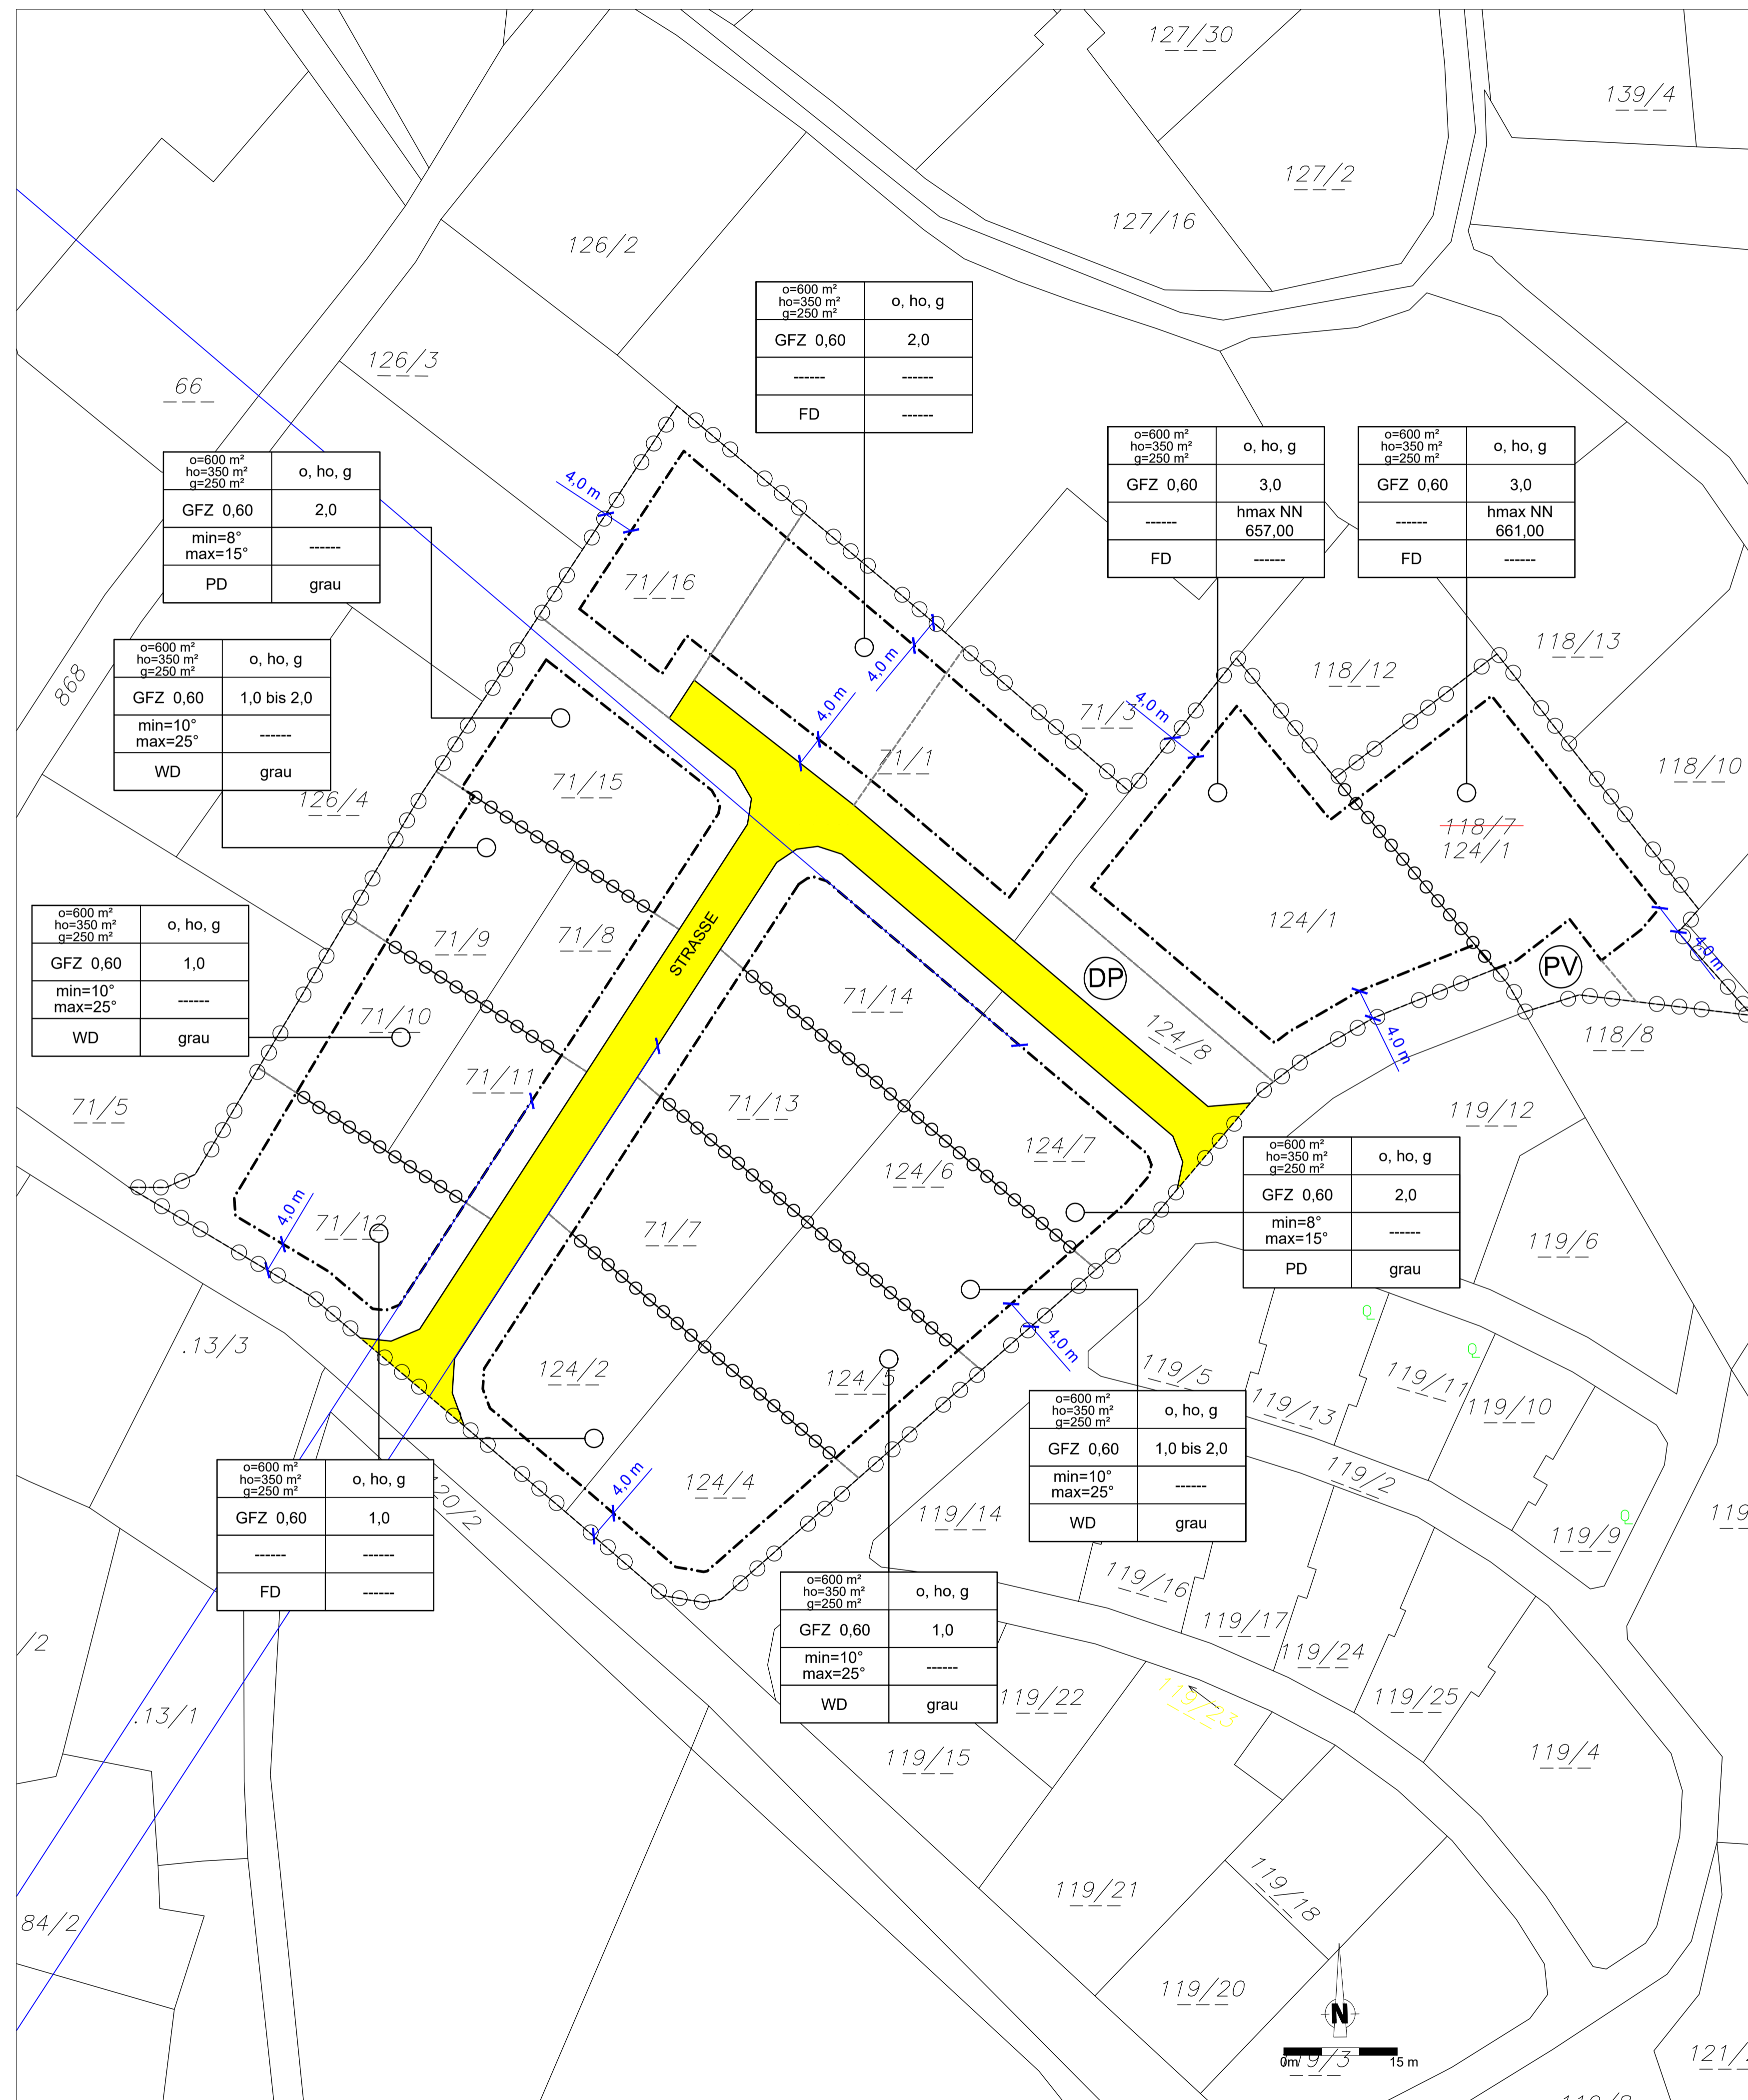 127/30
139/4
127/2
127/16
126/2
o=600 m²
ho=350 m²
g=250 m²
o, ho, g
GFZ 0,60
2,0
------
------
FD
------
126/3
66
o=600 m²
ho=350 m²
g=250 m²
o, ho, g
GFZ 0,60
3,0
------
hmax NN
657,00
FD
------
o=600 m²
ho=350 m²
g=250 m²
o, ho, g
GFZ 0,60
3,0
------
hmax NN
661,00
FD
------
o=600 m²
ho=350 m²
g=250 m²
o, ho, g
GFZ 0,60
2,0
min=8°
max=15°
------
PD
grau
4,0 m
71/16
868
o=600 m²
ho=350 m²
g=250 m²
o, ho, g
GFZ 0,60
1,0 bis 2,0
min=10°
max=25°
------
WD
grau
4,0 m
4,0 m
71/3
4,0 m
118/12
118/13
118/10
71/1
71/15
126/4
118/7
124/1
124/1
71/9
71/8
STRASSE
DP
PV
4,0 m
o=600 m²
ho=350 m²
g=250 m²
o, ho, g
GFZ 0,60
1,0
min=10°
max=25°
------
WD
grau
71/10
71/14
124/8
4,0 m
118/8
71/5
71/11
71/13
119/12
124/7
124/6
o=600 m²
ho=350 m²
g=250 m²
o, ho, g
GFZ 0,60
2,0
min=8°
max=15°
------
PD
grau
119/6
4,0 m
71/12
71/7
.13/3
124/2
124/5
4,0 m
119/5
119/13
Q
Q
119/11
119/10
o=600 m²
ho=350 m²
g=250 m²
o, ho, g
GFZ 0,60
1,0 bis 2,0
min=10°
max=25°
------
WD
grau
119/2
124/4
4,0 m
119/14
Q
119/9
119
o=600 m²
ho=350 m²
g=250 m²
o, ho, g
GFZ 0,60
1,0
------
------
FD
------
20/2
119/16
119/17
119/24
o=600 m²
ho=350 m²
g=250 m²
o, ho, g
GFZ 0,60
1,0
min=10°
max=25°
------
WD
grau
/2
.13/1
119/22
119/23
119/25
119/15
119/4
84/2
119/21
119/18
119/20
N
0m
15 m
119/3
121/